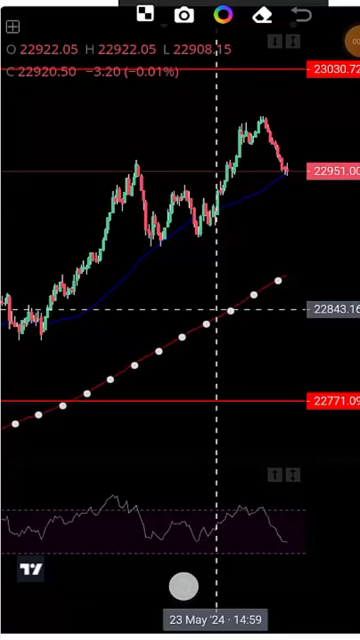 O 22922.05 H 22922.05 L 22908.15
C 22920.50 −3.20 (−0.01%)
23030.72
22951.00
22843.16
22771.09
23 May '24 · 14:59